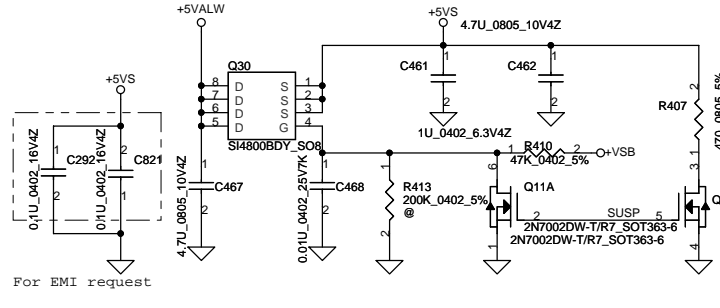 +5VALW
+5VS
4.7U_0805_10V4Z
Q30
8 D S 1
7 D S 2
6 D S 3
5 D G 4
SI4800BDY_SO8
C461
1
2
C462
1
2
1U_0402_6.3V4Z
R407
2
1
470_0805_5%
+5VS
C292
1
2
0.1U_0402_16V4Z
C821
2
1
0.1U_0402_16V4Z
For EMI request
C467
1
2
4.7U_0805_10V4Z
C468
1
2
0.01U_0402_25V7K
R413
200K_0402_5%
@
1
2
R410
1
2
47K_0402_5%
+VSB
Q11A
6
2
1
SUSP
5
3
4
2N7002DW-T/R7_SOT363-6
2N7002DW-T/R7_SOT363-6